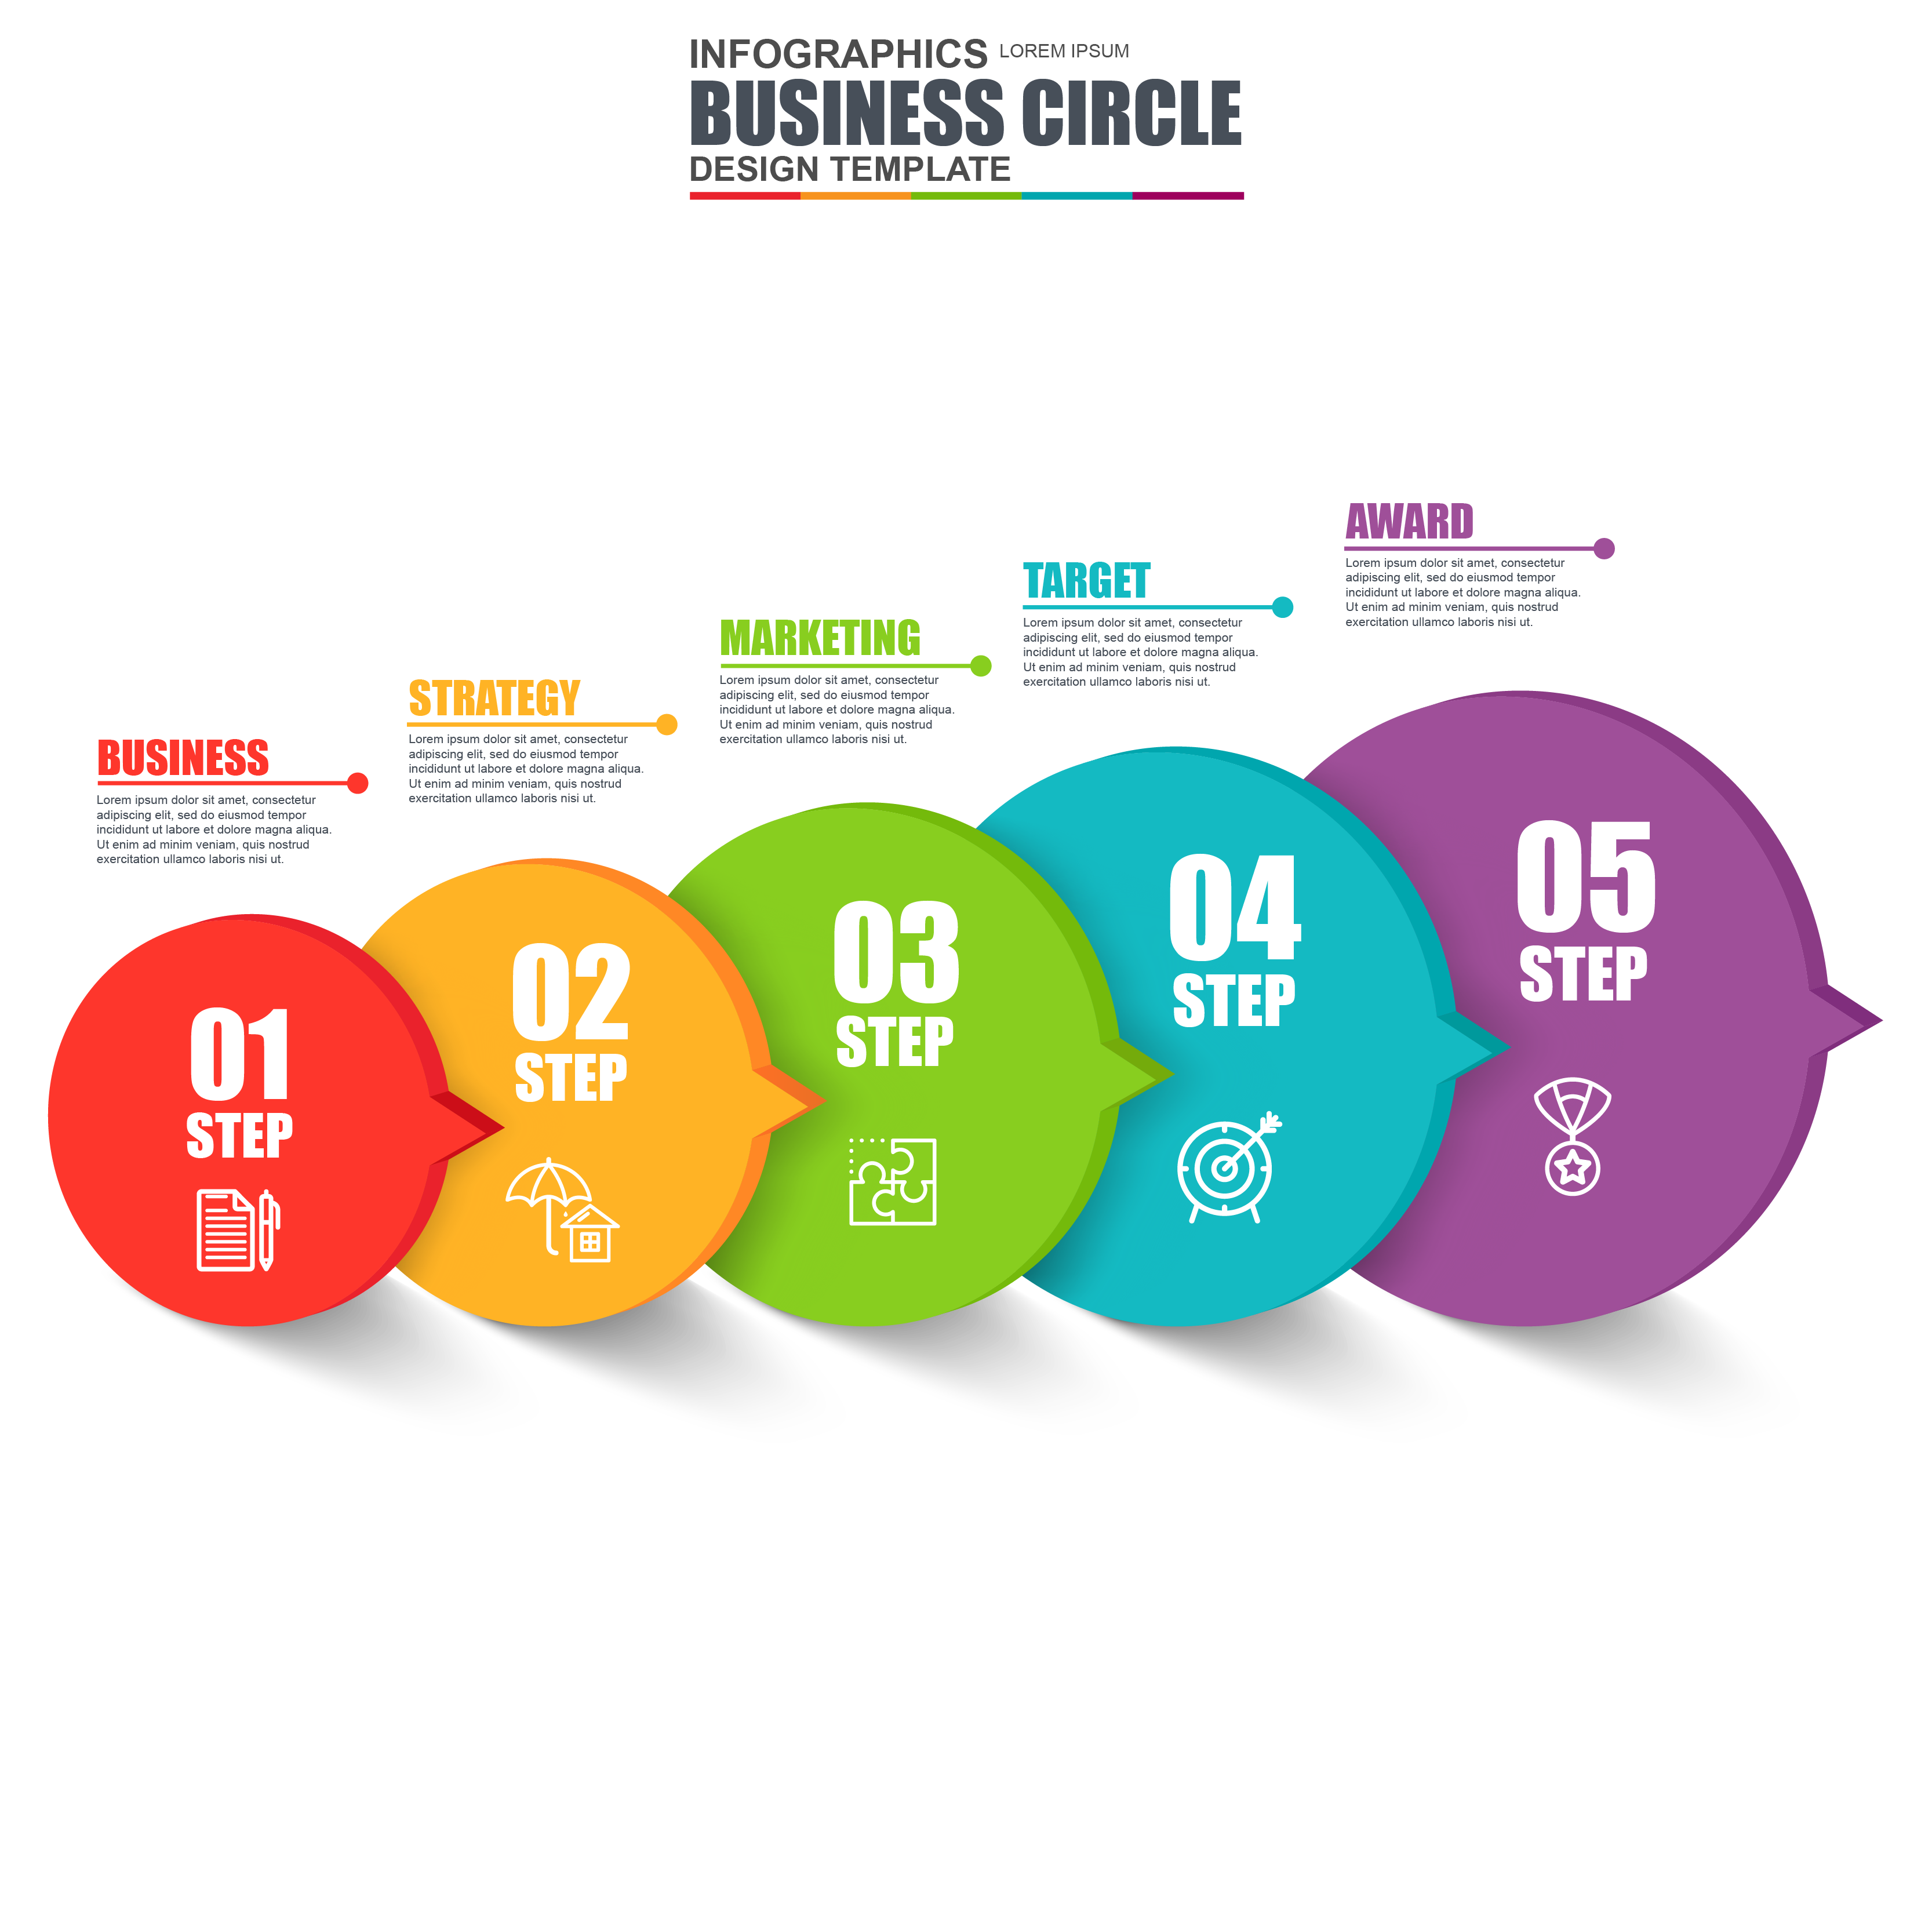 INFOGRAPHICS LOREM IPSUM
BUSINESS CIRCLE
DESIGN TEMPLATE
BUSINESS
Lorem ipsum dolor sit amet, consectetur
adipiscing elit, sed do eiusmod tempor
incididunt ut labore et dolore magna aliqua.
Ut enim ad minim veniam, quis nostrud
exercitation ullamco laboris nisi ut.
01
STEP
STRATEGY
Lorem ipsum dolor sit amet, consectetur
adipiscing elit, sed do eiusmod tempor
incididunt ut labore et dolore magna aliqua.
Ut enim ad minim veniam, quis nostrud
exercitation ullamco laboris nisi ut.
02
STEP
MARKETING
Lorem ipsum dolor sit amet, consectetur
adipiscing elit, sed do eiusmod tempor
incididunt ut labore et dolore magna aliqua.
Ut enim ad minim veniam, quis nostrud
exercitation ullamco laboris nisi ut.
03
STEP
TARGET
Lorem ipsum dolor sit amet, consectetur
adipiscing elit, sed do eiusmod tempor
incididunt ut labore et dolore magna aliqua.
Ut enim ad minim veniam, quis nostrud
exercitation ullamco laboris nisi ut.
04
STEP
AWARD
Lorem ipsum dolor sit amet, consectetur
adipiscing elit, sed do eiusmod tempor
incididunt ut labore et dolore magna aliqua.
Ut enim ad minim veniam, quis nostrud
exercitation ullamco laboris nisi ut.
05
STEP